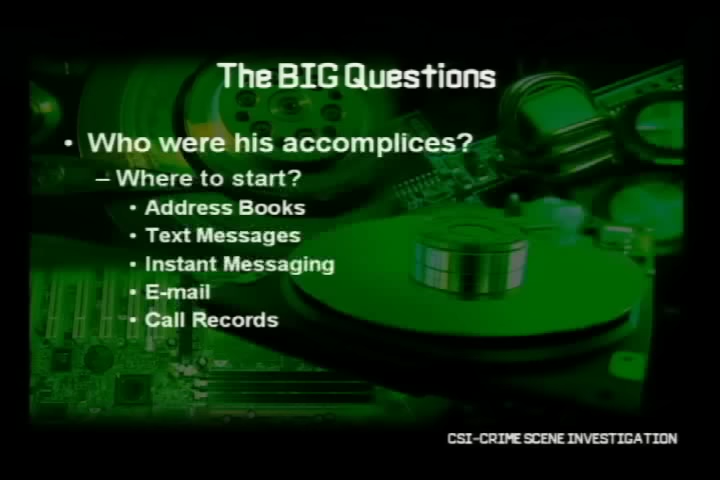 The BIG Questions
• Who were his accomplices?
– Where to start?
• Address Books
• Text Messages
• Instant Messaging
• E-mail
• Call Records
CSI-CRIME SCENE INVESTIGATION